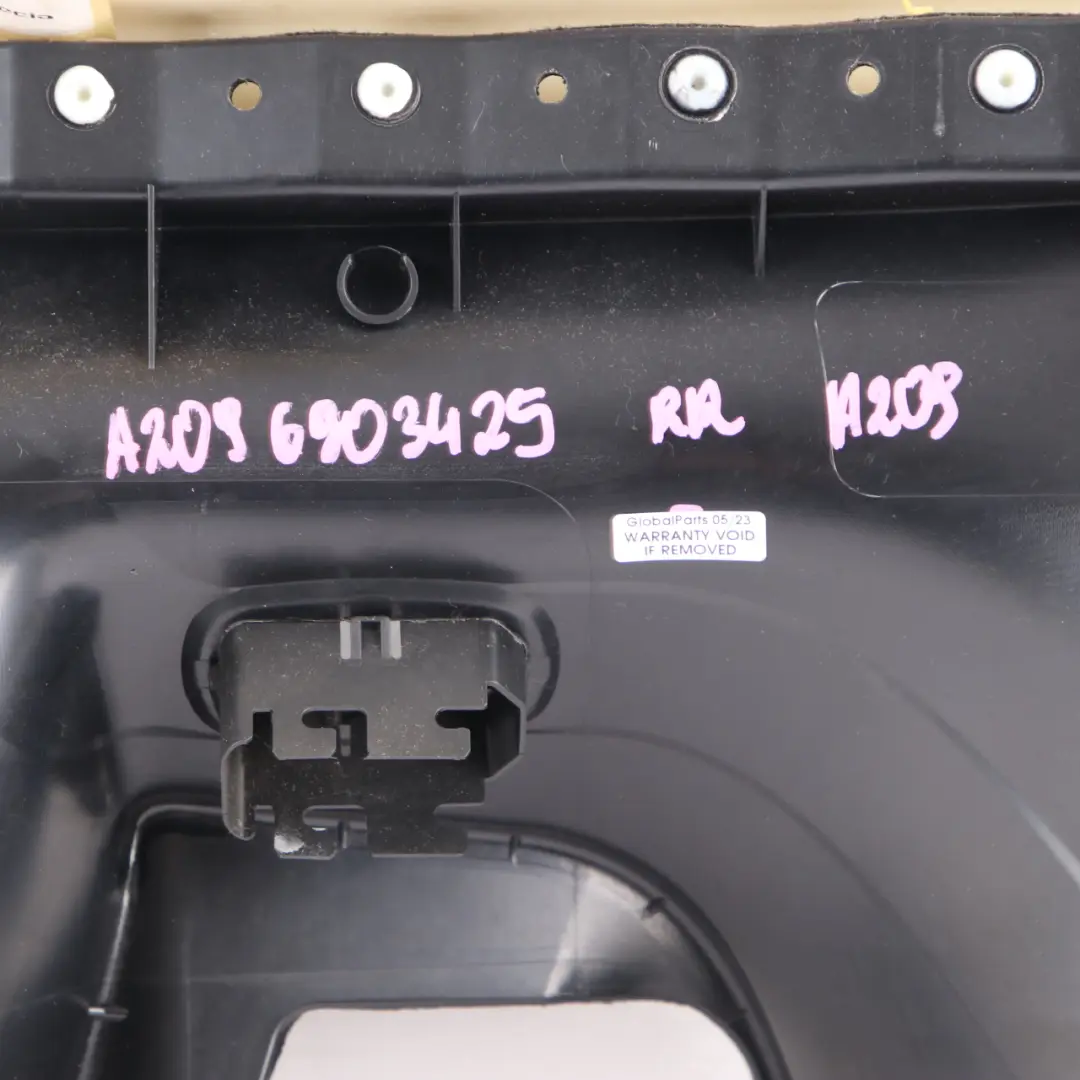 A209 6903425 RR A209
GlobalParts 05/23
WARRANTY VOID
IF REMOVED